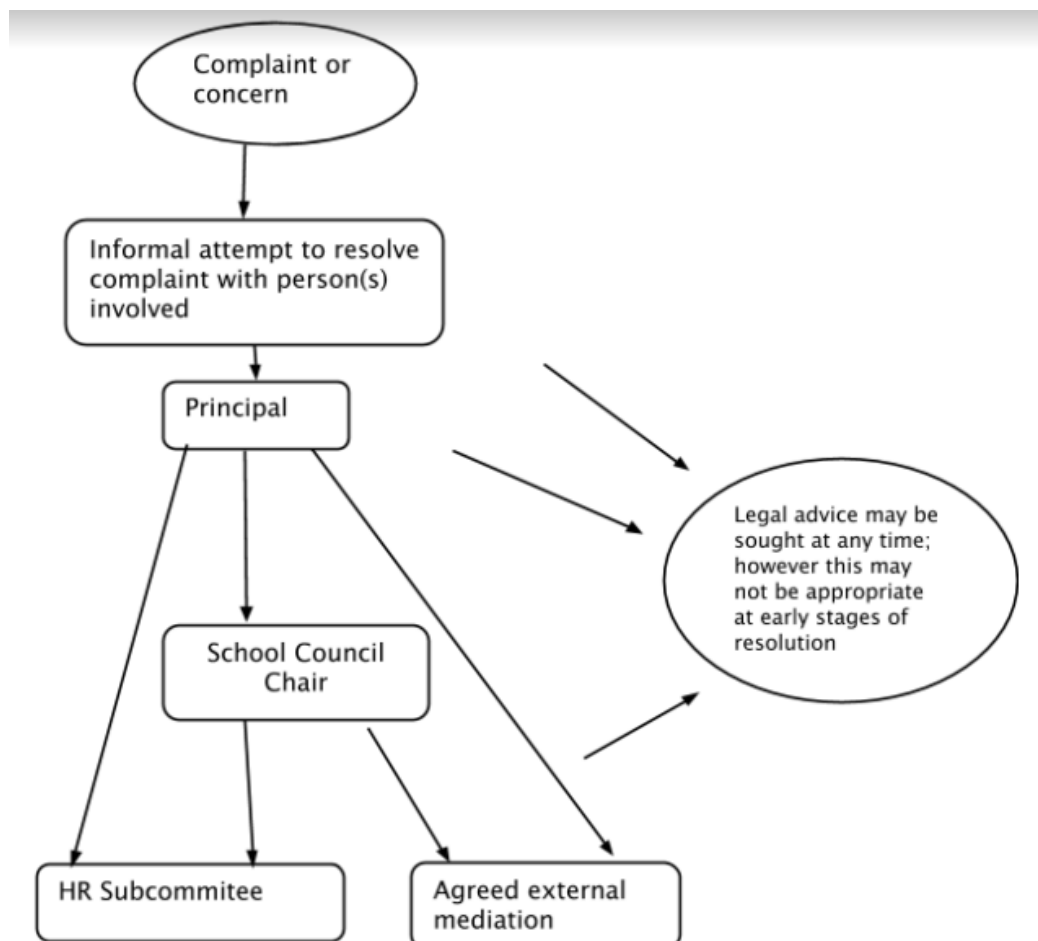 Complaint or
concern
Informal attempt to resolve
complaint with person(s)
involved
Principal
Legal advice may be
sought at any time;
however this may
not be appropriate
at early stages of
resolution
School Council
Chair
HR Subcommitee
Agreed external
mediation